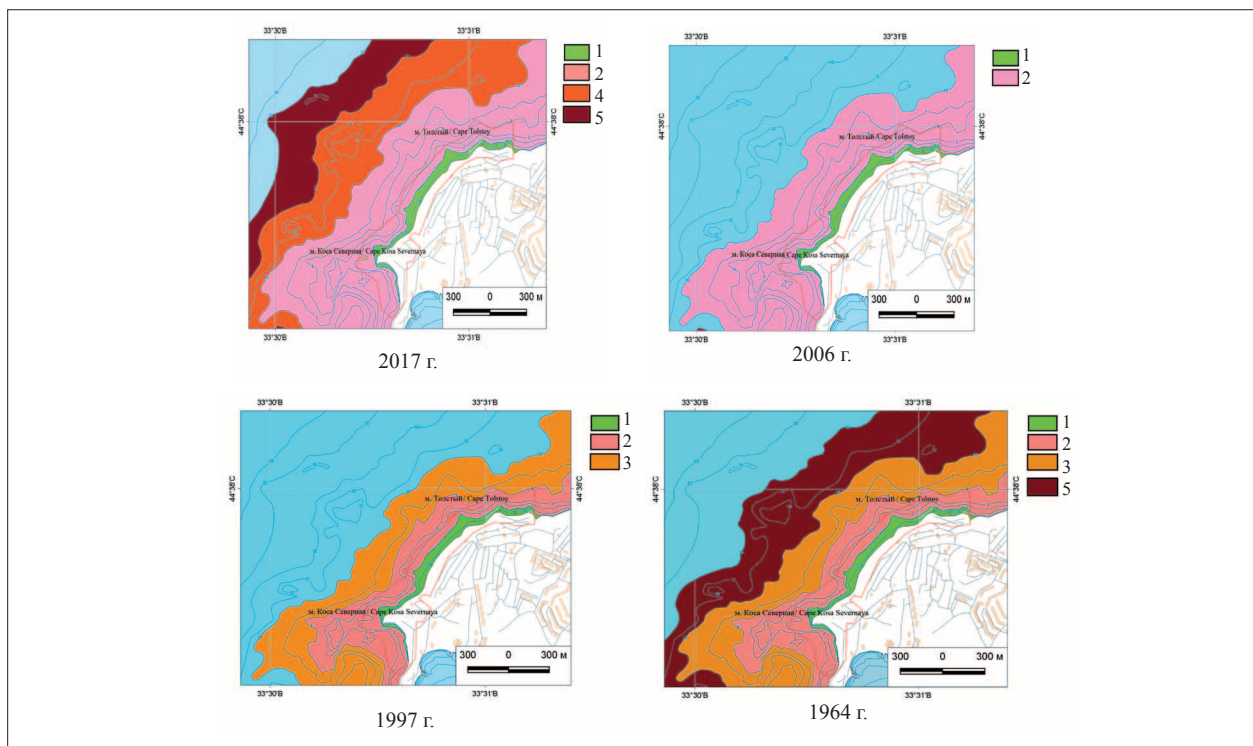 33°30'В
33°31'В
44°38'С
м. Толстый / Cape Tolstoy
м. Коса Северная / Cape Kosa Severnaya
300 0 300 м
33°30'В
33°31'В
1
2
4
5
2017 г.
33°30'В
33°31'В
44°38'С
м. Толстый / Cape Tolstoy
м. Коса Северная / Cape Kosa Severnaya
300 0 300 м
33°30'В
33°31'В
1
2
2006 г.
33°30'В
33°31'В
44°38'С
44°38'С
м. Толстый / Cape Tolstoy
м. Коса Северная / Cape Kosa Severnaya
300 0 300 м
33°30'В
33°31'В
1
2
3
1997 г.
33°30'В
33°31'В
44°38'С
44°38'С
м. Толстый / Cape Tolstoy
м. Коса Северная / Cape Kosa Severnaya
300 0 300 м
33°30'В
33°31'В
1
2
3
5
1964 г.